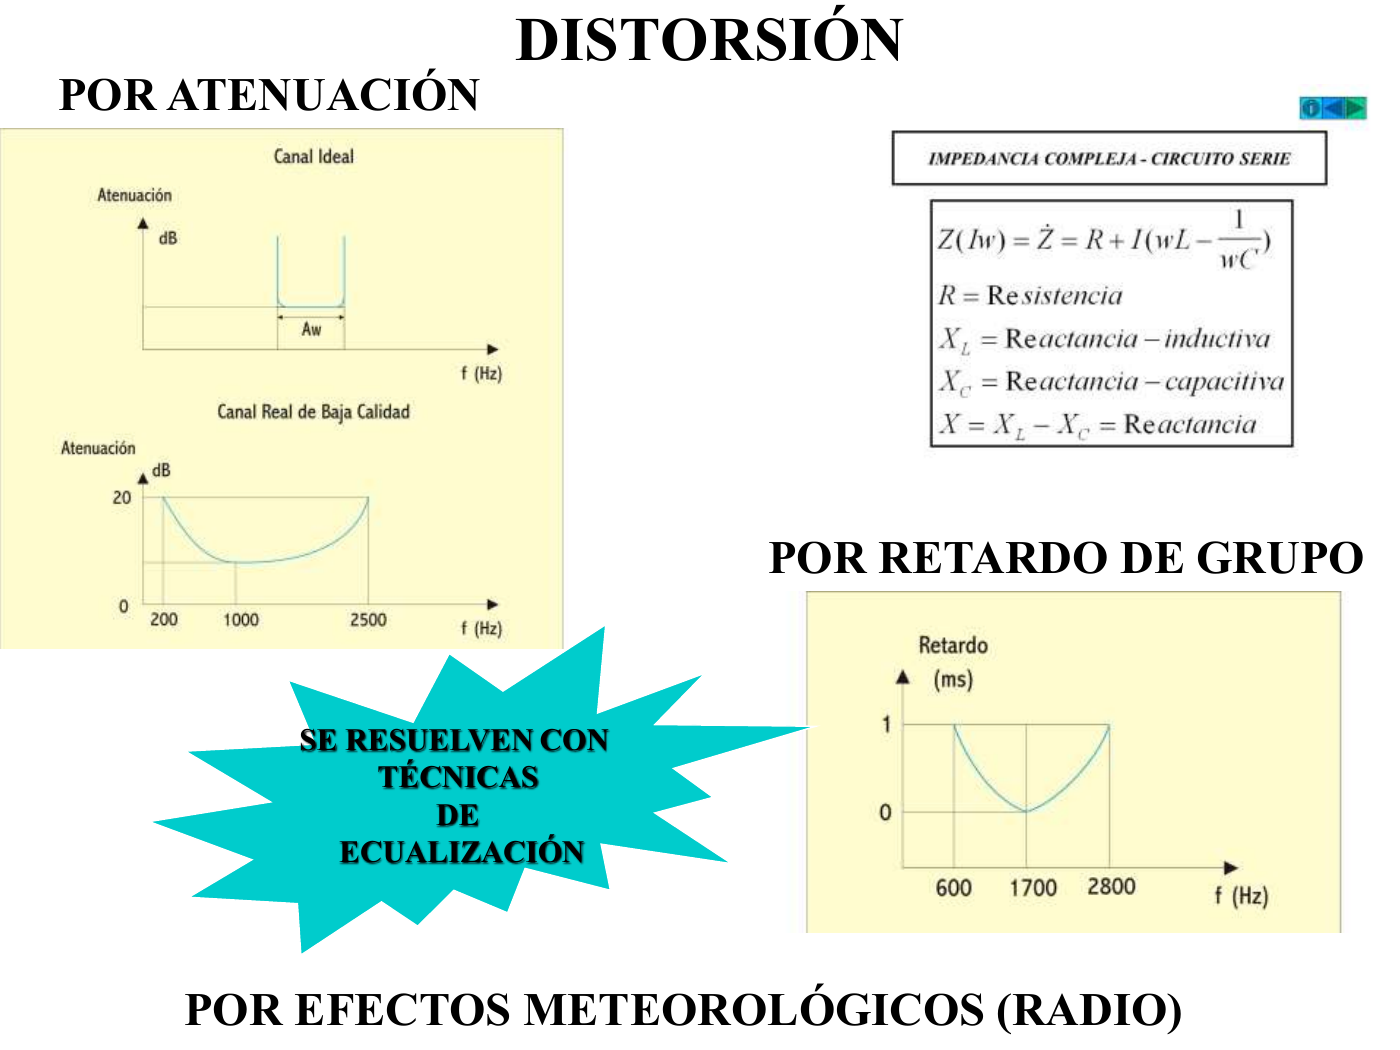 DISTORSIÓN
POR ATENUACIÓN
Canal Ideal
Atenuación
dB
Aw
f (Hz)
Canal Real de Baja Calidad
Atenuación
dB
20
0
200 1000 2500
f (Hz)
IMPEDANCIA COMPLEJA - CIRCUITO SERIE
Z(Iw) = Ż = R + I(wL − 1/wC)
R = Resistencia
X_L = Reactancia − inductiva
X_C = Reactancia − capacitiva
X = X_L − X_C = Reactancia
POR RETARDO DE GRUPO
Retardo
(ms)
1
0
600 1700 2800
f (Hz)
SE RESUELVEN CON
TÉCNICAS
DE
ECUALIZACIÓN
POR EFECTOS METEOROLÓGICOS (RADIO)